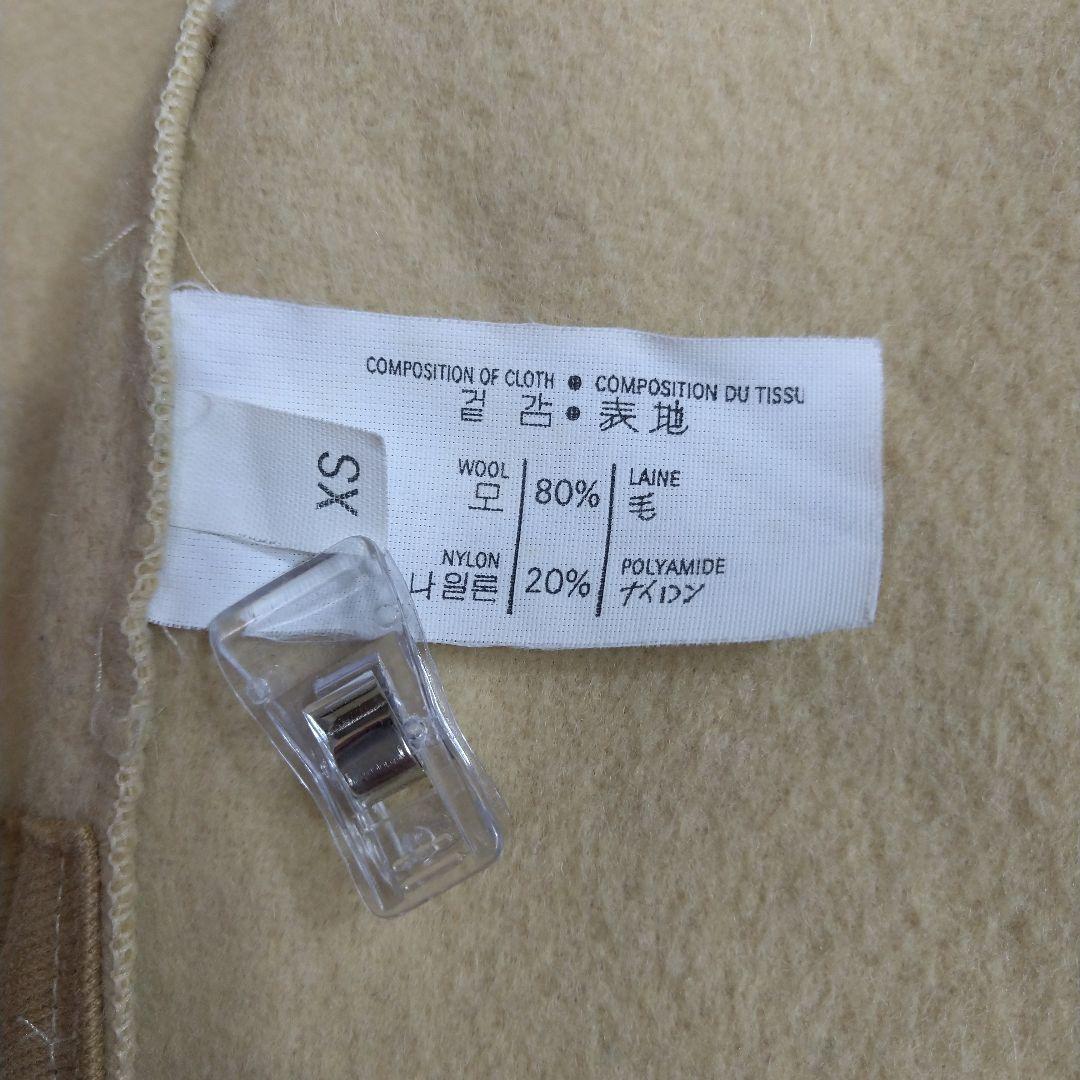 COMPOSITION OF CLOTH • COMPOSITION DU TISSU
겉 감 • 表地
XS
WOOL 80% LAINE
모 毛
NYLON 20% POLYAMIDE
나일론 ナイロン